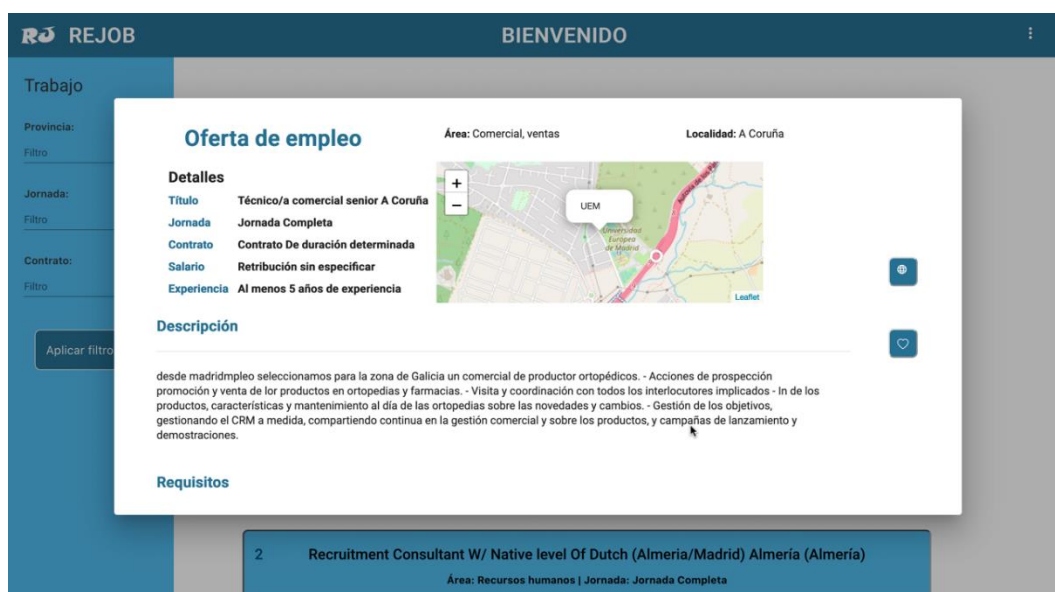 RJ REJOB
BIENVENIDO
Trabajo
Provincia:
Filtro
Jornada:
Filtro
Contrato:
Filtro
Aplicar filtro
Oferta de empleo
Área: Comercial, ventas
Localidad: A Coruña
Detalles
Título Técnico/a comercial senior A Coruña
Jornada Jornada Completa
Contrato Contrato De duración determinada
Salario Retribución sin especificar
Experiencia Al menos 5 años de experiencia
+
−
UEM
Universidad
Europea
de Madrid
Autovía de los
Leaflet
Descripción
desde madridmpleo seleccionamos para la zona de Galicia un comercial de productor ortopédicos. - Acciones de prospección
promoción y venta de lor productos en ortopedias y farmacias. - Visita y coordinación con todos los interlocutores implicados - In de los
productos, características y mantenimiento al día de las ortopedias sobre las novedades y cambios. - Gestión de los objetivos,
gestionando el CRM a medida, compartiendo continua en la gestión comercial y sobre los productos, y campañas de lanzamiento y
demostraciones.
Requisitos
2 Recruitment Consultant W/ Native level Of Dutch (Almeria/Madrid) Almería (Almería)
Área: Recursos humanos | Jornada: Jornada Completa